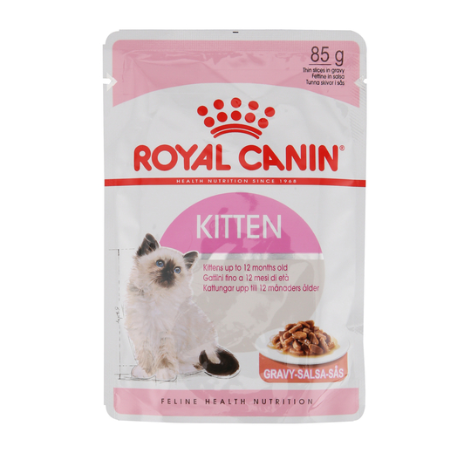 85 g
Thin slices in gravy
Fettine in salsa
Tunna skivor i sås
ROYAL CANIN
HEALTH NUTRITION SINCE 1968
KITTEN
Kittens up to 12 months old
Gattini fino a 12 mesi di età
Kattungar upp till 12 månaders ålder
GRAVY-SALSA-SÅS
FELINE HEALTH NUTRITION